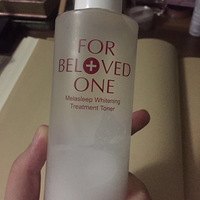 FOR
BELOVED
ONE
Melasleep Whitening
Treatment Toner